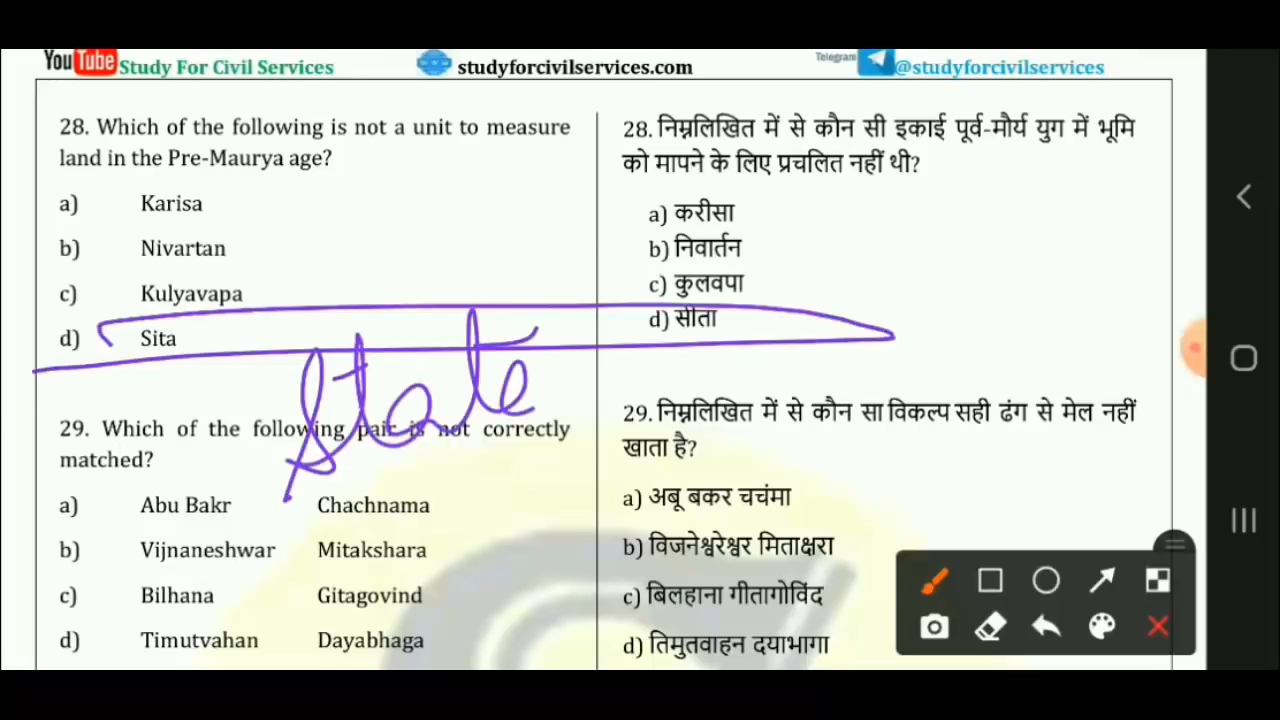 YouTube Study For Civil Services
studyforcivilservices.com
Telegram @studyforcivilservices
28. Which of the following is not a unit to measure
land in the Pre-Maurya age?
a) Karisa
b) Nivartan
c) Kulyavapa
d) Sita
State
29. Which of the following pair is not correctly
matched?
a) Abu Bakr Chachnama
b) Vijnaneshwar Mitakshara
c) Bilhana Gitagovind
d) Timutvahan Dayabhaga
28. निम्नलिखित में से कौन सी इकाई पूर्व-मौर्य युग में भूमि
को मापने के लिए प्रचलित नहीं थी?
a) करीसा
b) निवार्तन
c) कुलवपा
d) सीता
29. निम्नलिखित में से कौन सा विकल्प सही ढंग से मेल नहीं
खाता है?
a) अबू बकर चचंमा
b) विजनेश्वरेश्वर मिताक्षरा
c) बिलहाना गीतागोविंद
d) तिमुतवाहन दयाभागा